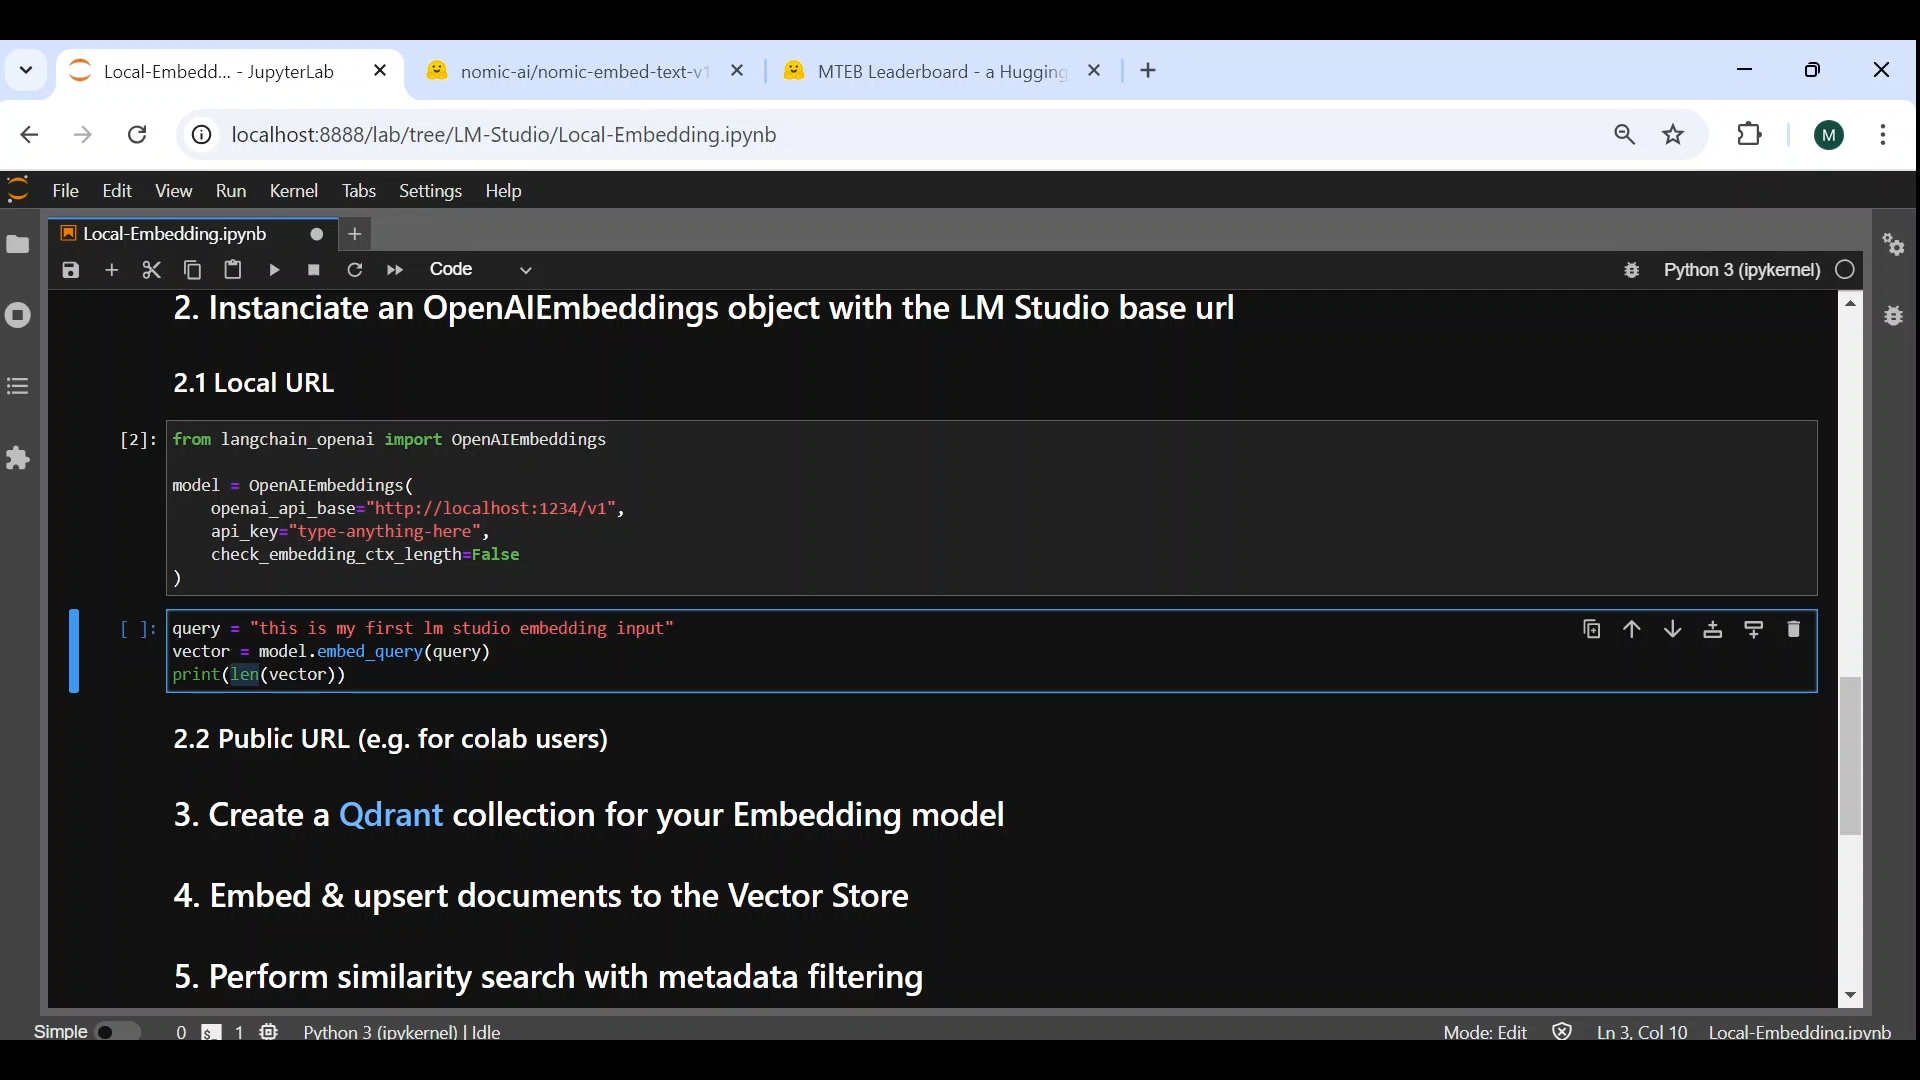 Local-Embedd... - JupyterLab
nomic-ai/nomic-embed-text-v1
MTEB Leaderboard - a Hugging
localhost:8888/lab/tree/LM-Studio/Local-Embedding.ipynb
M
File Edit View Run Kernel Tabs Settings Help
Local-Embedding.ipynb
Code
Python 3 (ipykernel)
2. Instanciate an OpenAIEmbeddings object with the LM Studio base url
2.1 Local URL
[2]: from langchain_openai import OpenAIEmbeddings
model = OpenAIEmbeddings(
openai_api_base="http://localhost:1234/v1",
api_key="type-anything-here",
check_embedding_ctx_length=False
)
[ ]: query = "this is my first lm studio embedding input"
vector = model.embed_query(query)
print(len(vector))
2.2 Public URL (e.g. for colab users)
3. Create a Qdrant collection for your Embedding model
4. Embed & upsert documents to the Vector Store
5. Perform similarity search with metadata filtering
Simple 0 $_ 1 Python 3 (ipykernel) | Idle Mode: Edit Ln 3, Col 10 Local-Embedding.ipynb